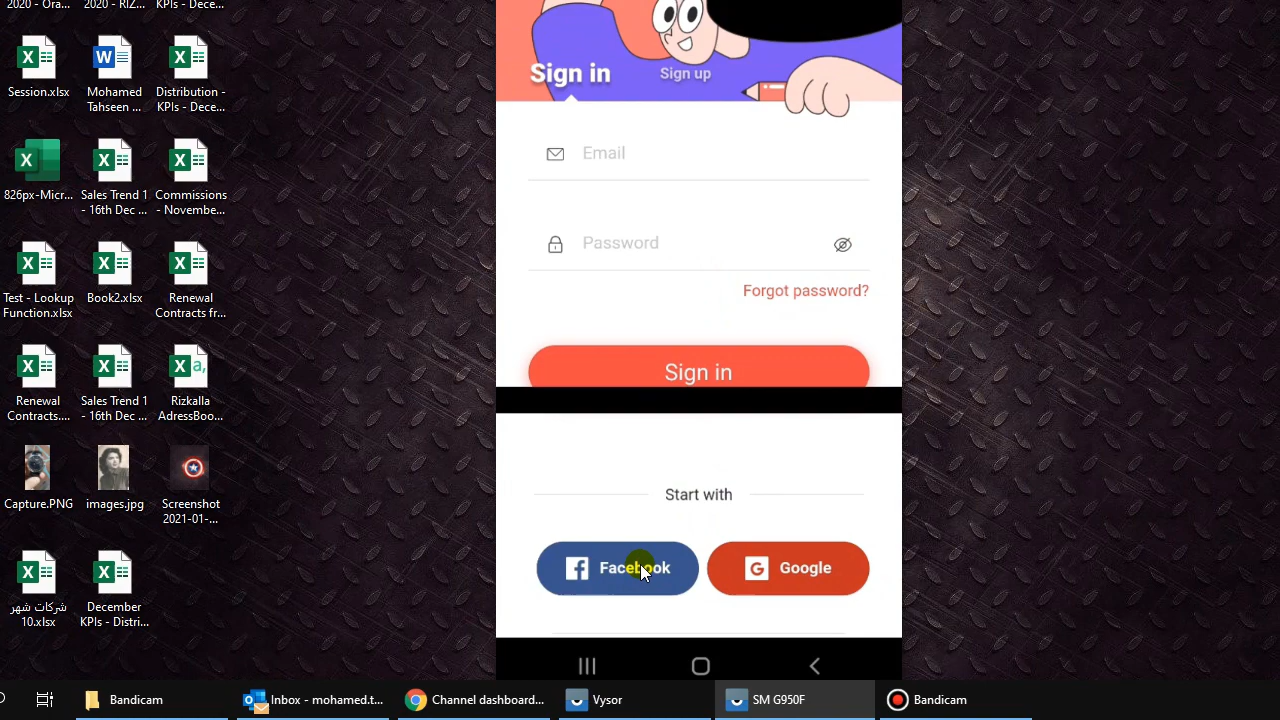 2020 - Ora...
2020 - RIZ...
KPIs - Dece...
Session.xlsx
Mohamed
Tahseen ...
Distribution -
KPIs - Dece...
826px-Micr...
Sales Trend 1
- 16th Dec ...
Commissions
- Novembe...
Test - Lookup
Function.xlsx
Book2.xlsx
Renewal
Contracts fr...
Renewal
Contracts....
Sales Trend 1
- 16th Dec ...
Rizkalla
AdressBoo...
Capture.PNG
images.jpg
Screenshot
2021-01-...
شركات شهر
10.xlsx
December
KPIs - Distri...
Sign in
Sign up
Email
Password
Forgot password?
Sign in
Start with
Facebook
Google
Bandicam
Inbox - mohamed.t...
Channel dashboard...
Vysor
SM G950F
Bandicam